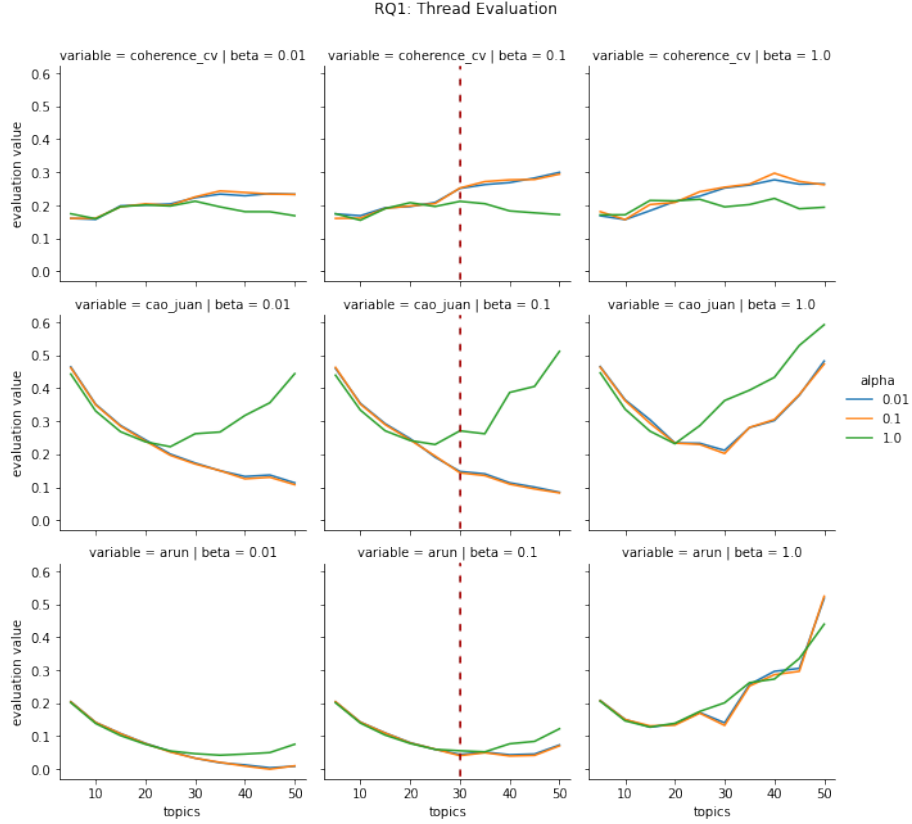 RQ1: Thread Evaluation
variable = coherence_cv | beta = 0.01
variable = coherence_cv | beta = 0.1
variable = coherence_cv | beta = 1.0
0.6
0.5
0.4
0.3
0.2
0.1
0.0
evaluation value
variable = cao_juan | beta = 0.01
variable = cao_juan | beta = 0.1
variable = cao_juan | beta = 1.0
0.6
0.5
0.4
0.3
0.2
0.1
0.0
evaluation value
alpha
0.01
0.1
1.0
variable = arun | beta = 0.01
variable = arun | beta = 0.1
variable = arun | beta = 1.0
0.6
0.5
0.4
0.3
0.2
0.1
0.0
evaluation value
10 20 30 40 50
10 20 30 40 50
10 20 30 40 50
topics
topics
topics